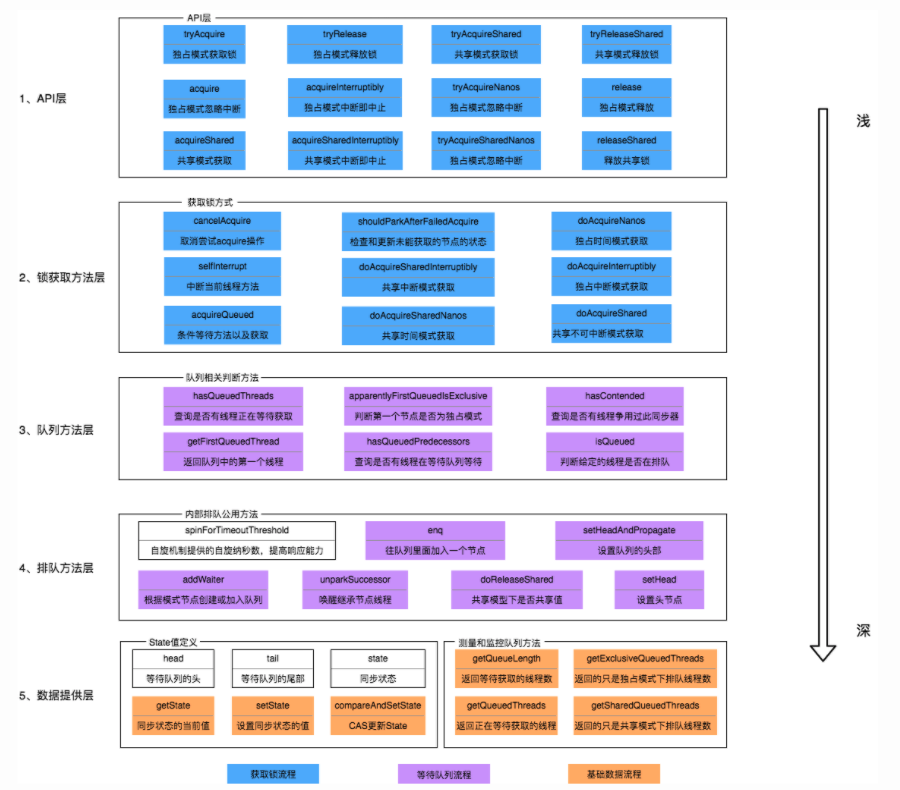 API层
tryAcquire
独占模式获取锁
tryRelease
独占模式释放锁
tryAcquireShared
共享模式获取锁
tryReleaseShared
共享模式释放锁
1、API层
acquire
独占模式忽略中断
acquireInterruptibly
独占模式中断即中止
tryAcquireNanos
独占模式忽略中断
release
独占模式释放
acquireShared
共享模式获取
acquireSharedInterruptibly
共享模式中断即中止
tryAcquireSharedNanos
独占模式忽略中断
releaseShared
释放共享锁
浅
获取锁方式
cancelAcquire
取消尝试acquire操作
shouldParkAfterFailedAcquire
检查和更新未能获取的节点的状态
doAcquireNanos
独占时间模式获取
2、锁获取方法层
selfInterrupt
中断当前线程方法
doAcquireSharedInterruptibly
共享中断模式获取
doAcquireInterruptibly
独占中断模式获取
acquireQueued
条件等待方法以及获取
doAcquireSharedNanos
共享时间模式获取
doAcquireShared
共享不可中断模式获取
队列相关判断方法
hasQueuedThreads
查询是否有线程正在等待获取
apparentlyFirstQueuedIsExclusive
判断第一个节点是否为独占模式
hasContended
查询是否有线程争用过此同步器
3、队列方法层
getFirstQueuedThread
返回队列中的第一个线程
hasQueuedPredecessors
查询是否有线程在等待队列等待
isQueued
判断给定的线程是否在排队
内部排队公用方法
spinForTimeoutThreshold
自旋机制提供的自旋纳秒数，提高响应能力
enq
往队列里面加入一个节点
setHeadAndPropagate
设置队列的头部
4、排队方法层
addWaiter
根据模式节点创建或加入队列
unparkSuccessor
唤醒继承节点线程
doReleaseShared
共享模型下是否共享值
setHead
设置头节点
深
State值定义
head
等待队列的头
tail
等待队列的尾部
state
同步状态
5、数据提供层
getState
同步状态的当前值
setState
设置同步状态的值
compareAndSetState
CAS更新State
测量和监控队列方法
getQueueLength
返回等待获取的线程数
getExclusiveQueuedThreads
返回的只是独占模式下排队线程数
getQueuedThreads
返回正在等待获取的线程
getSharedQueuedThreads
返回的只是共享模式下排队线程数
获取锁流程
等待队列流程
基础数据流程